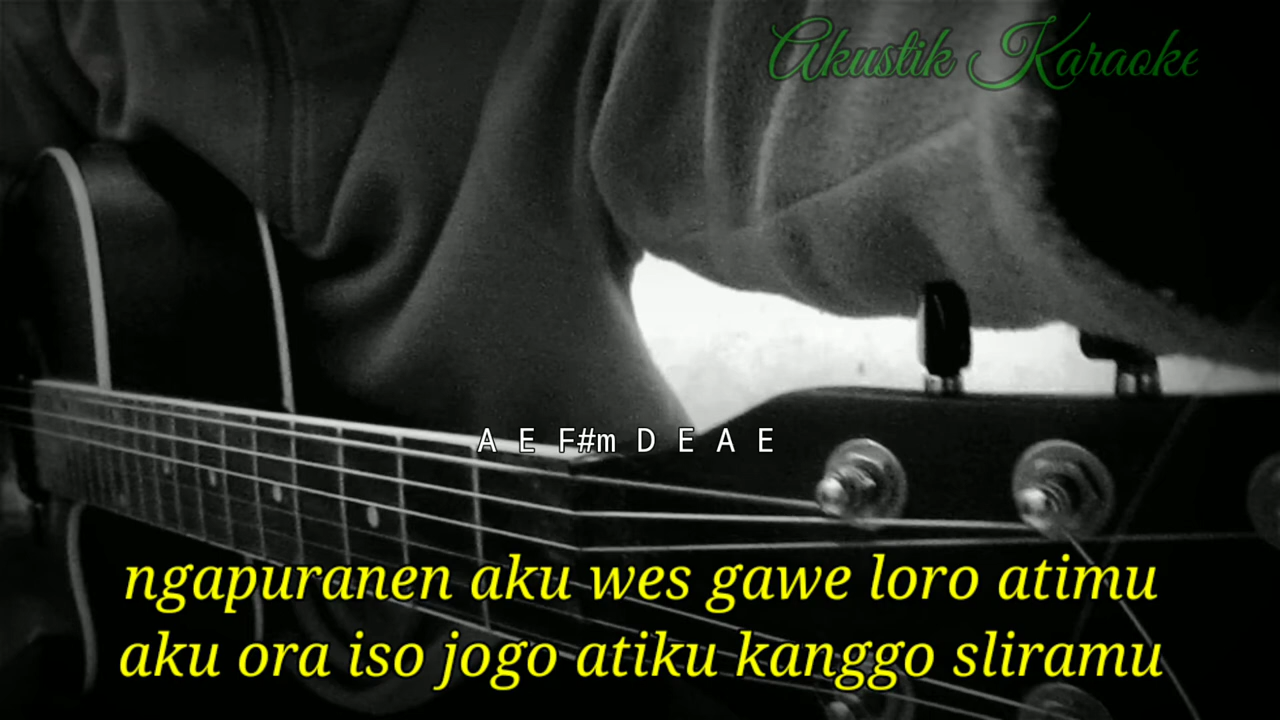 Akustik Karaoke
A E F#m D E A E
ngapuranen aku wes gawe loro atimu
aku ora iso jogo atiku kanggo sliramu